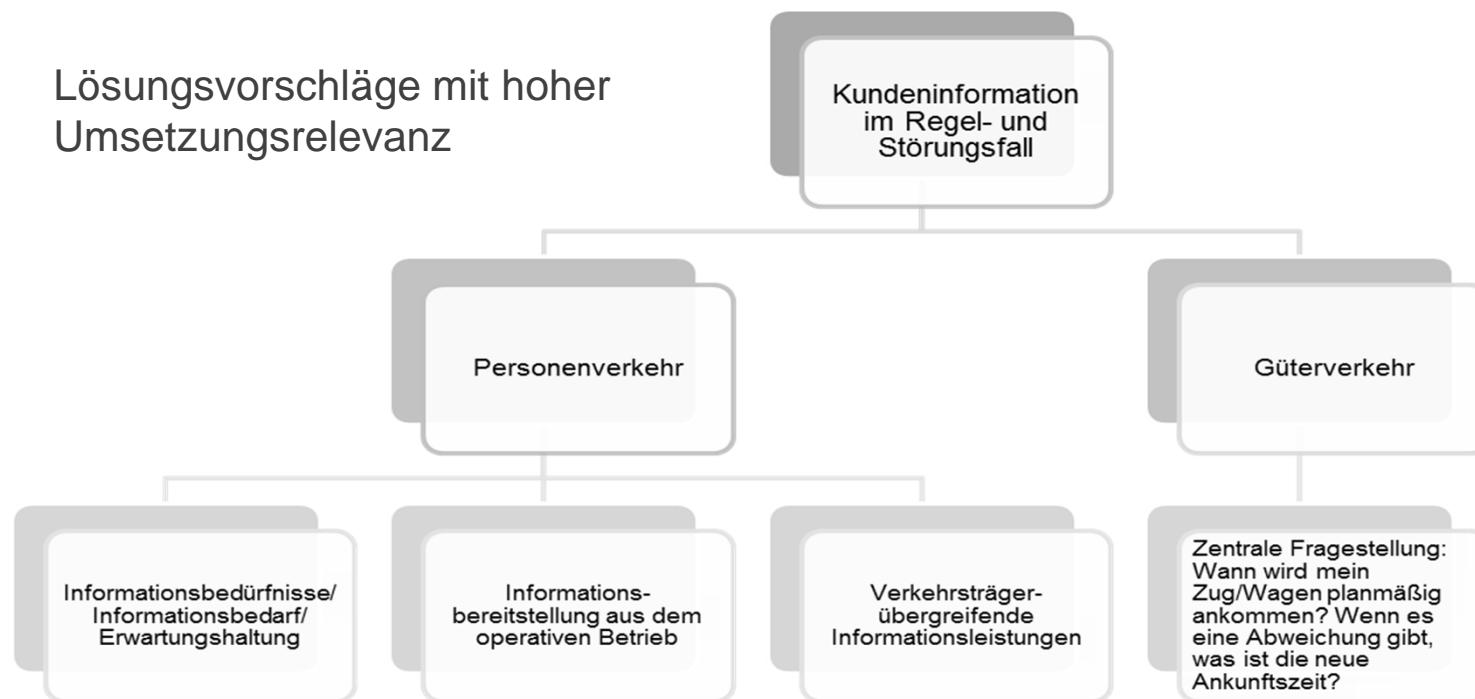 Lösungsvorschläge mit hoher
Umsetzungsrelevanz
Kundeninformation
im Regel- und
Störungsfall
Personenverkehr
Güterverkehr
Informationsbedürfnisse/
Informationsbedarf/
Erwartungshaltung
Informations-
bereitstellung aus dem
operativen Betrieb
Verkehrsträger-
übergreifende
Informationsleistungen
Zentrale Fragestellung:
Wann wird mein
Zug/Wagen planmäßig
ankommen? Wenn es
eine Abweichung gibt,
was ist die neue
Ankunftszeit?